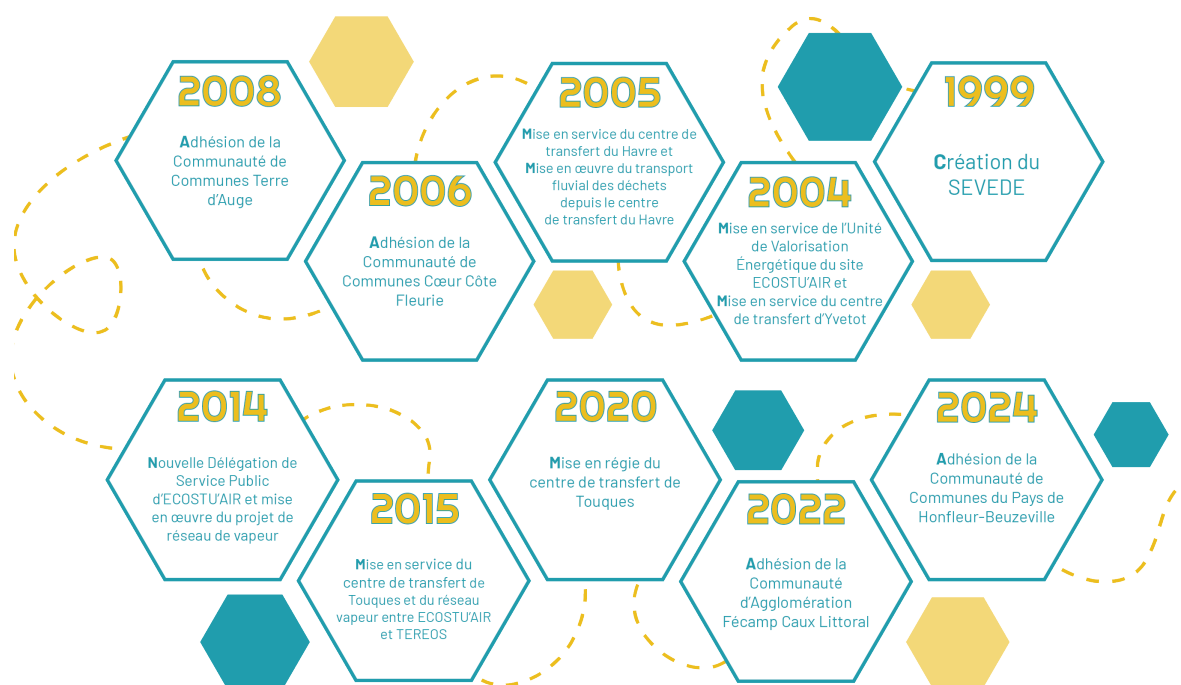 2008
Adhésion de la
Communauté de
Communes Terre
d'Auge
2006
Adhésion de la
Communauté de
Communes Cœur Côte
Fleurie
2005
Mise en service du centre de
transfert du Havre et
Mise en œuvre du transport
fluvial des déchets
depuis le centre
de transfert du Havre
2004
Mise en service de l'Unité
de Valorisation
Énergétique du site
ECOSTU'AIR et
Mise en service du centre
de transfert d'Yvetot
1999
Création du
SEVEDE
2014
Nouvelle Délégation de
Service Public
d'ECOSTU'AIR et mise
en œuvre du projet de
réseau de vapeur
2015
Mise en service du
centre de transfert de
Touques et du réseau
vapeur entre ECOSTU'AIR
et TEREOS
2020
Mise en régie du
centre de transfert de
Touques
2022
Adhésion de la
Communauté
d'Agglomération
Fécamp Caux Littoral
2024
Adhésion de la
Communauté de
Communes du Pays de
Honfleur-Beuzeville